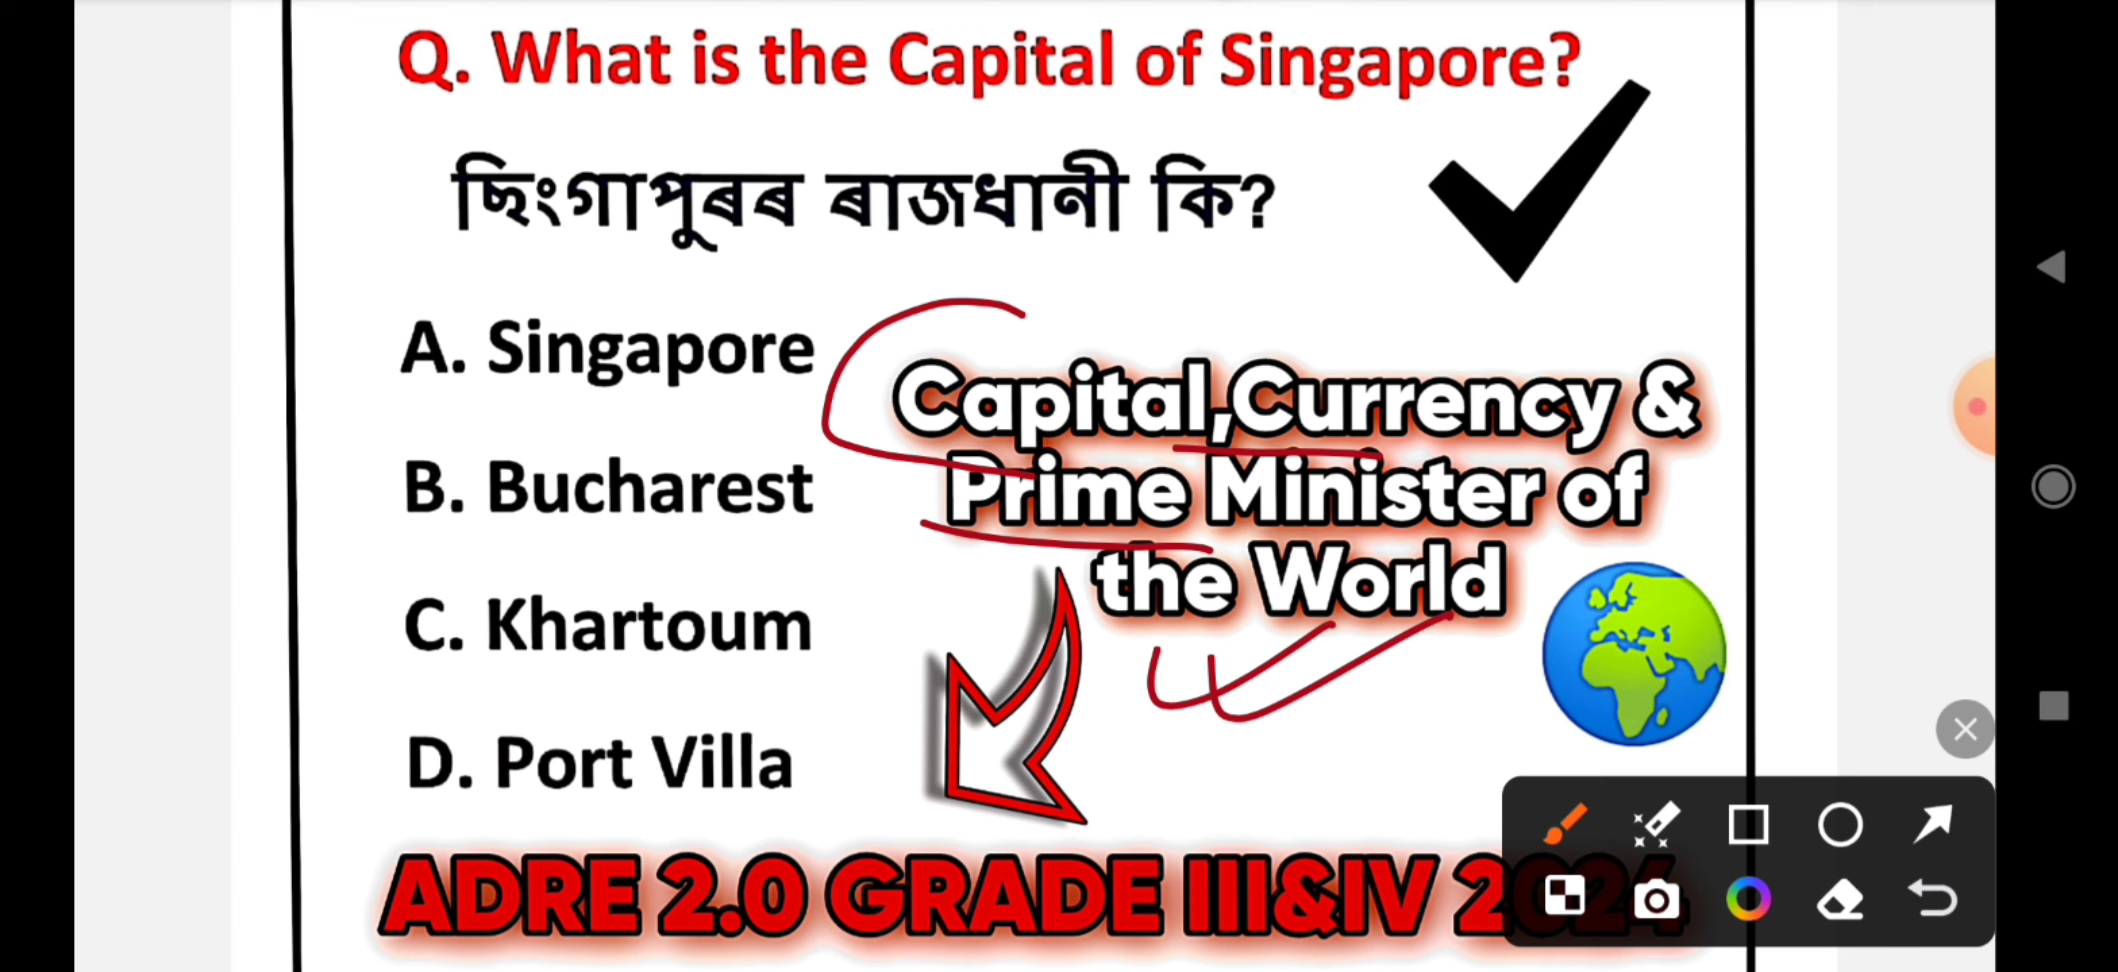 Q. What is the Capital of Singapore?
ছিংগাপুৰৰ ৰাজধানী কি?
A. Singapore
B. Bucharest
C. Khartoum
D. Port Villa
Capital,Currency &
Prime Minister of
the World
ADRE 2.0 GRADE III&IV 2024